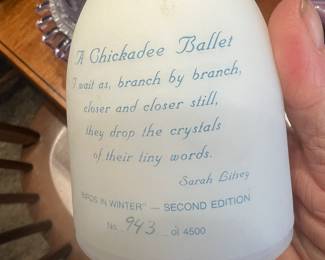 A Chickadee Ballet
I wait as, branch by branch,
closer and closer still,
they drop the crystals
of their tiny words.
Sarah Litsey
"BIRDS IN WINTER" — SECOND EDITION
No. 943 of 4500